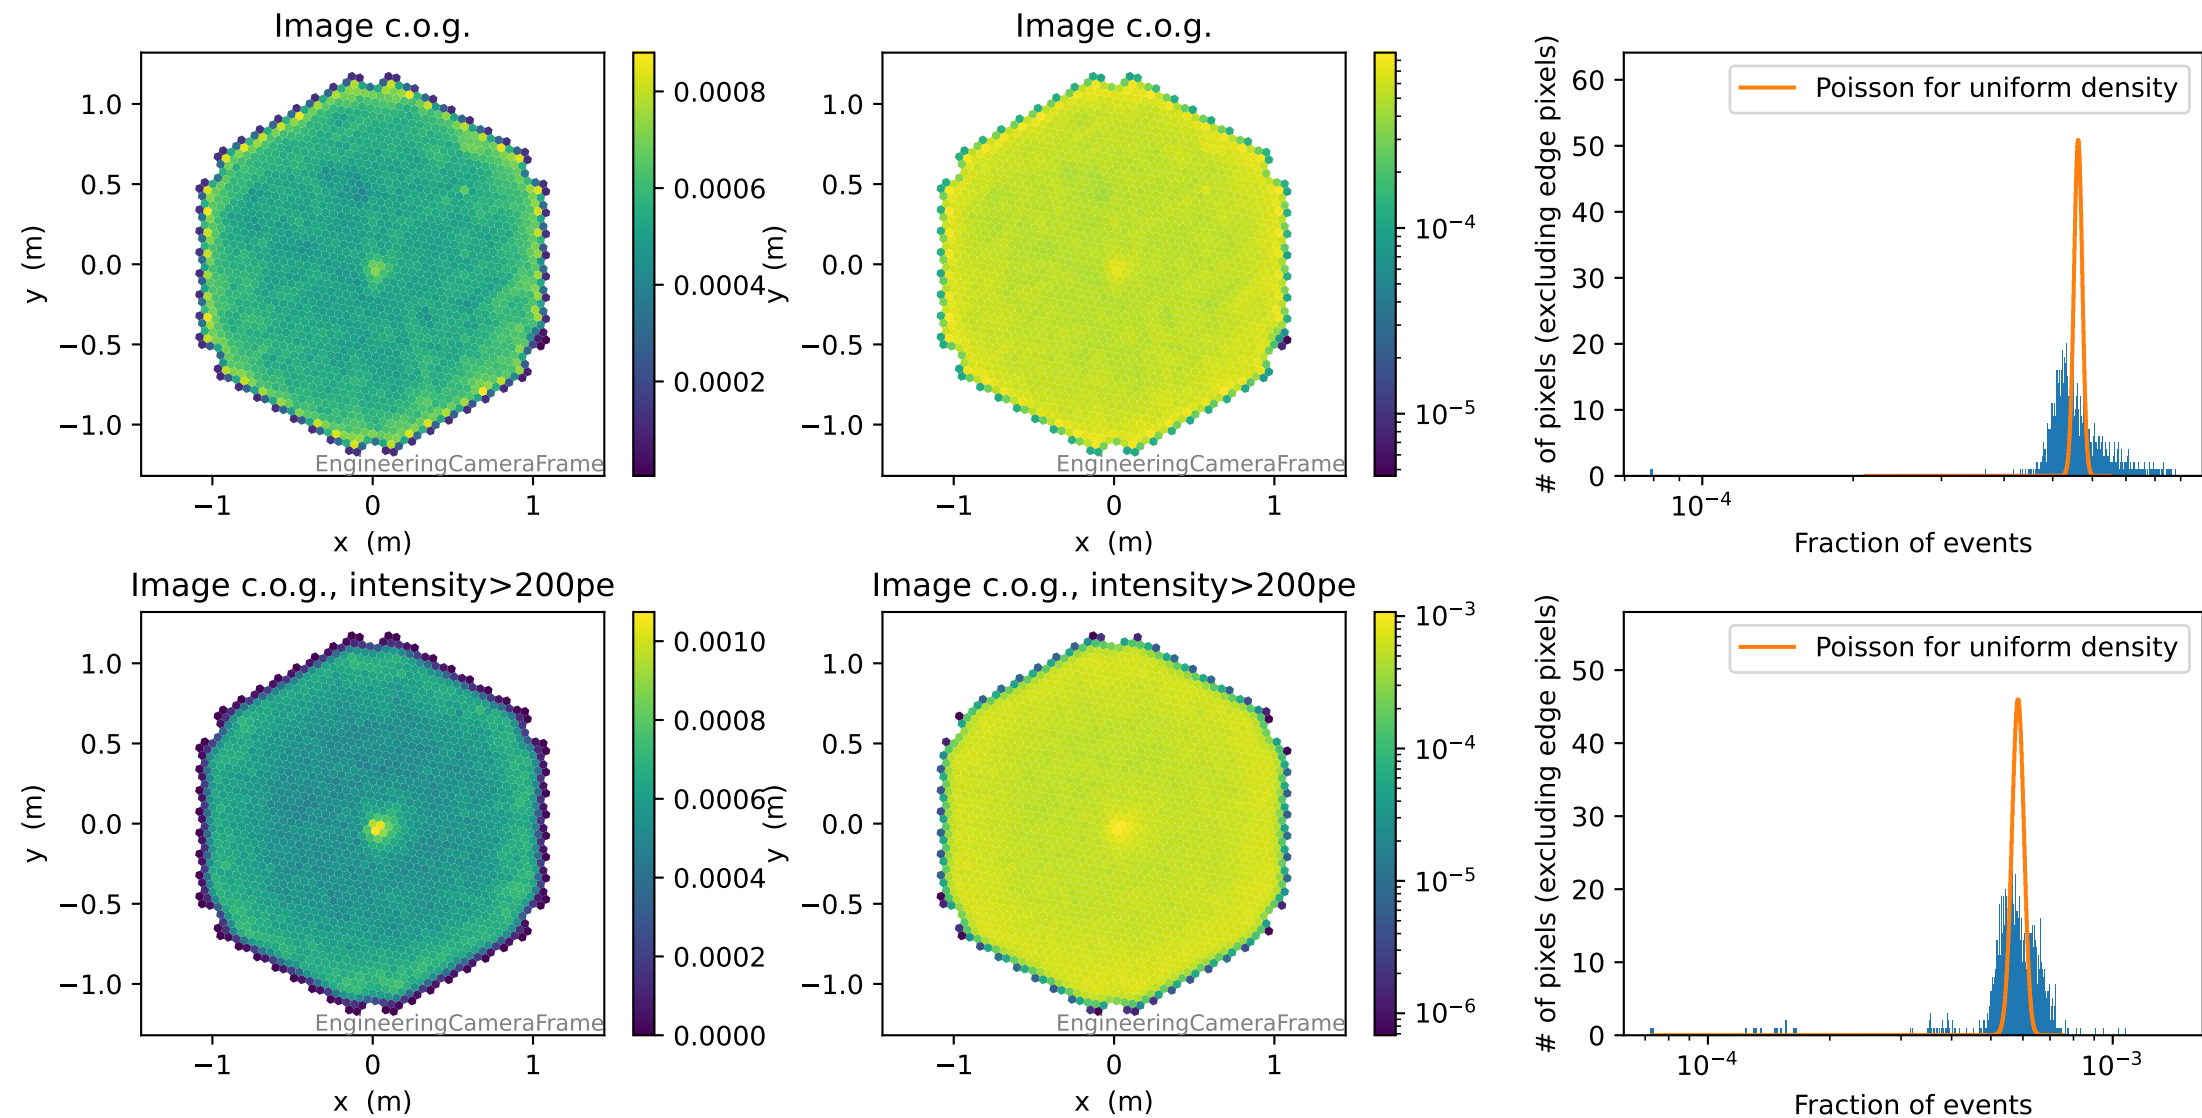 Image c.o.g.
1.0
0.5
0.0
−0.5
−1.0
y (m)
−1
0
1
x (m)
EngineeringCameraFrame
0.0008
0.0006
0.0004
0.0002
Image c.o.g.
1.0
0.5
0.0
−0.5
−1.0
y (m)
−1
0
1
x (m)
EngineeringCameraFrame
10−4
10−5
# of pixels (excluding edge pixels)
60
50
40
30
20
10
0
Poisson for uniform density
10−4
Fraction of events
Image c.o.g., intensity>200pe
1.0
0.5
0.0
−0.5
−1.0
y (m)
−1
0
1
x (m)
EngineeringCameraFrame
0.0010
0.0008
0.0006
0.0004
0.0002
0.0000
Image c.o.g., intensity>200pe
1.0
0.5
0.0
−0.5
−1.0
y (m)
−1
0
1
x (m)
EngineeringCameraFrame
10−3
10−4
10−5
10−6
# of pixels (excluding edge pixels)
50
40
30
20
10
0
Poisson for uniform density
10−4
10−3
Fraction of events